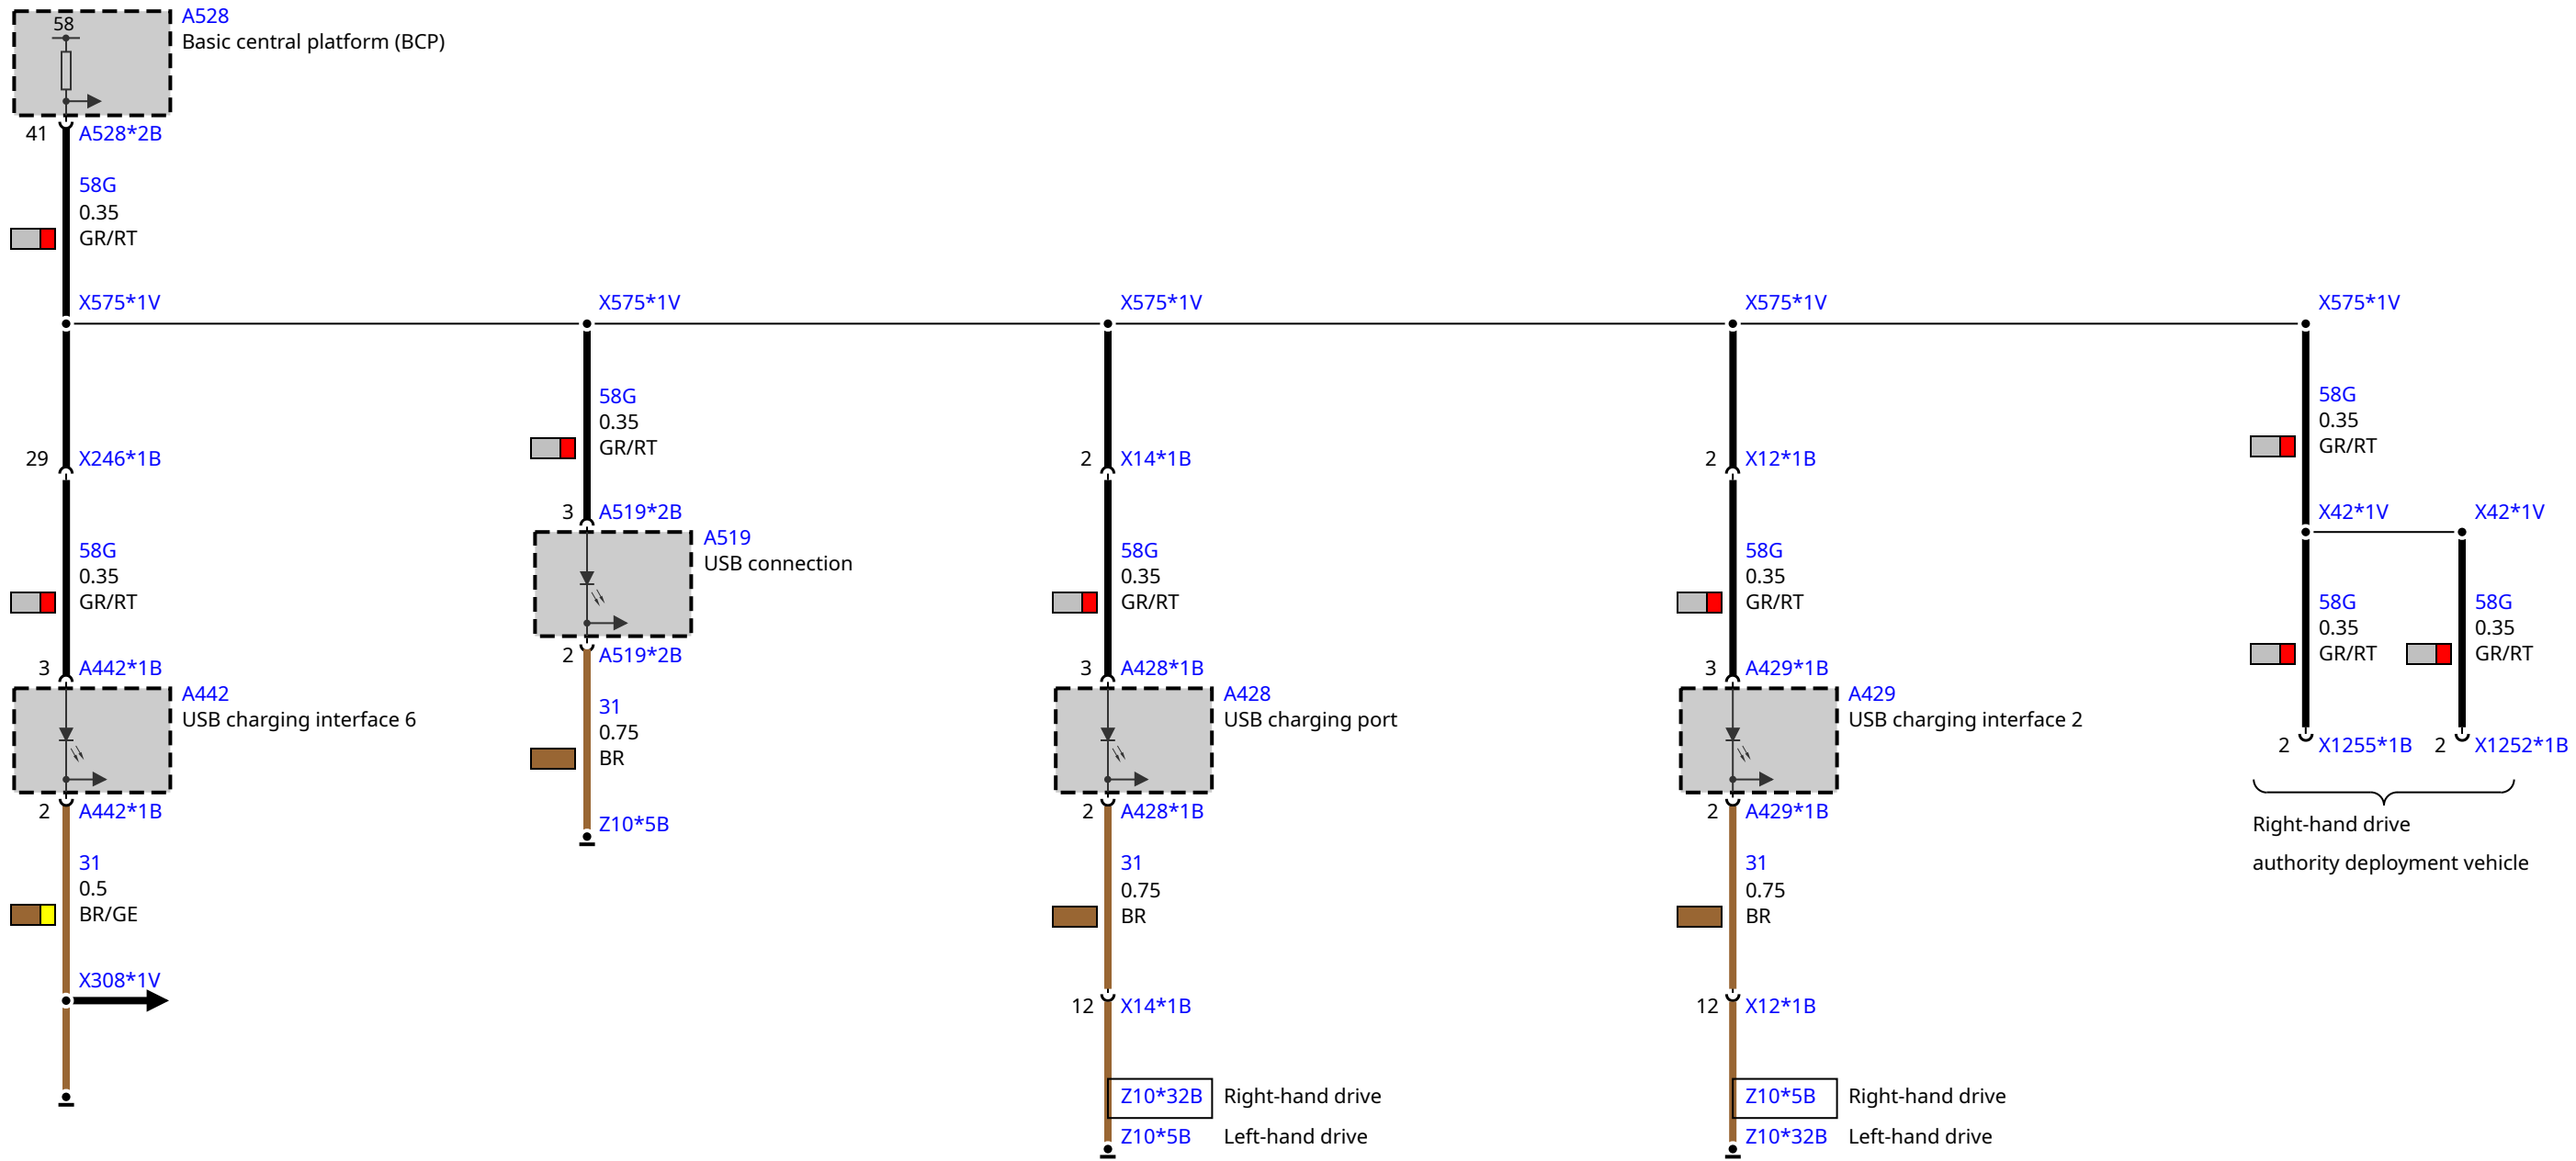 58
A528
Basic central platform (BCP)
41 A528*2B
58G
0.35
GR/RT
X575*1V
X575*1V
X575*1V
X575*1V
X575*1V
29 X246*1B
58G
0.35
GR/RT
3 A442*1B
A442
USB charging interface 6
2 A442*1B
31
0.5
BR/GE
X308*1V
58G
0.35
GR/RT
3 A519*2B
A519
USB connection
2 A519*2B
31
0.75
BR
Z10*5B
2 X14*1B
58G
0.35
GR/RT
3 A428*1B
A428
USB charging port
2 A428*1B
31
0.75
BR
12 X14*1B
Z10*32B Right-hand drive
Z10*5B Left-hand drive
2 X12*1B
58G
0.35
GR/RT
3 A429*1B
A429
USB charging interface 2
2 A429*1B
31
0.75
BR
12 X12*1B
Z10*5B Right-hand drive
Z10*32B Left-hand drive
58G
0.35
GR/RT
X42*1V
X42*1V
58G
0.35
GR/RT
2 X1255*1B
58G
0.35
GR/RT
2 X1252*1B
Right-hand drive
authority deployment vehicle